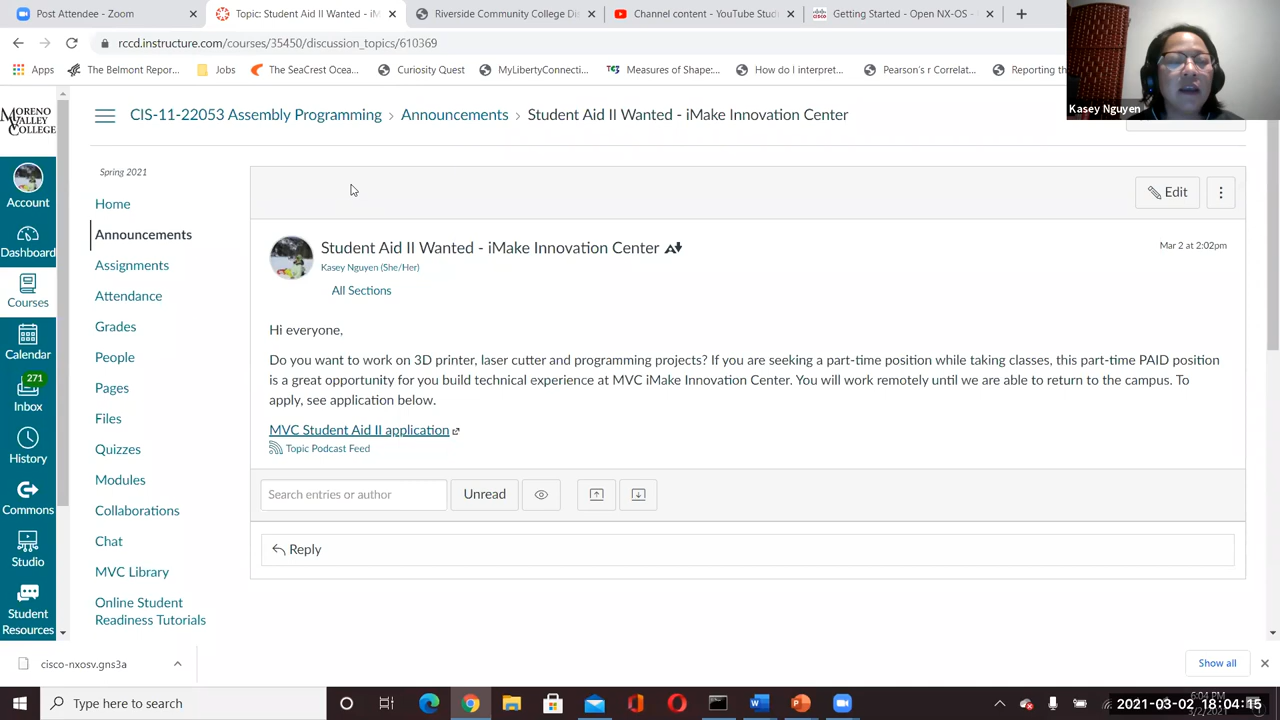 Post Attendee - Zoom
Topic: Student Aid II Wanted - iM
Riverside Community College Dis
Channel content - YouTube Stud
Getting Started - Open NX-OS -
rccd.instructure.com/courses/35450/discussion_topics/610369
Apps
The Belmont Repor...
Jobs
The SeaCrest Ocea...
Curiosity Quest
MyLibertyConnecti...
Measures of Shape:...
How do I interpret...
Pearson's r Correlat...
Reporting th
Kasey Nguyen
MORENO
VALLEY
COLLEGE
CIS-11-22053 Assembly Programming > Announcements > Student Aid II Wanted - iMake Innovation Center
Account
Dashboard
Courses
Calendar
271
Inbox
History
Commons
Studio
Student
Resources
Spring 2021
Home
Announcements
Assignments
Attendance
Grades
People
Pages
Files
Quizzes
Modules
Collaborations
Chat
MVC Library
Online Student
Readiness Tutorials
Edit
Student Aid II Wanted - iMake Innovation Center
Mar 2 at 2:02pm
Kasey Nguyen (She/Her)
All Sections
Hi everyone,
Do you want to work on 3D printer, laser cutter and programming projects? If you are seeking a part-time position while taking classes, this part-time PAID position
is a great opportunity for you build technical experience at MVC iMake Innovation Center. You will work remotely until we are able to return to the campus. To
apply, see application below.
MVC Student Aid II application
Topic Podcast Feed
Search entries or author
Unread
Reply
cisco-nxosv.gns3a
Show all
Type here to search
6:04 PM
2021-03-02 18:04:15